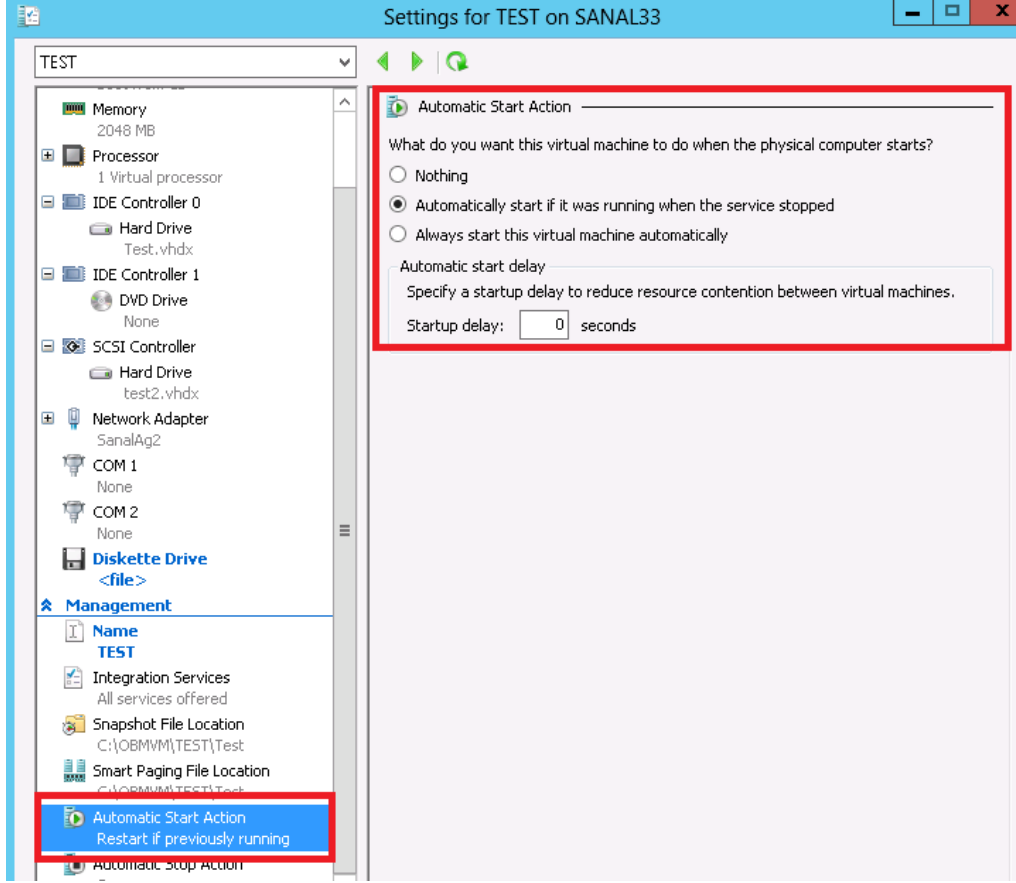 Settings for TEST on SANAL33
TEST
Memory
2048 MB
Processor
1 Virtual processor
IDE Controller 0
Hard Drive
Test.vhdx
IDE Controller 1
DVD Drive
None
SCSI Controller
Hard Drive
test2.vhdx
Network Adapter
SanalAg2
COM 1
None
COM 2
None
Diskette Drive
<file>
Management
Name
TEST
Integration Services
All services offered
Snapshot File Location
C:\OBMVM\TEST\Test
Smart Paging File Location
C:\OBMVM\TEST\Test
Automatic Start Action
Restart if previously running
Automatic Stop Action
Automatic Start Action
What do you want this virtual machine to do when the physical computer starts?
Nothing
Automatically start if it was running when the service stopped
Always start this virtual machine automatically
Automatic start delay
Specify a startup delay to reduce resource contention between virtual machines.
Startup delay: 0 seconds